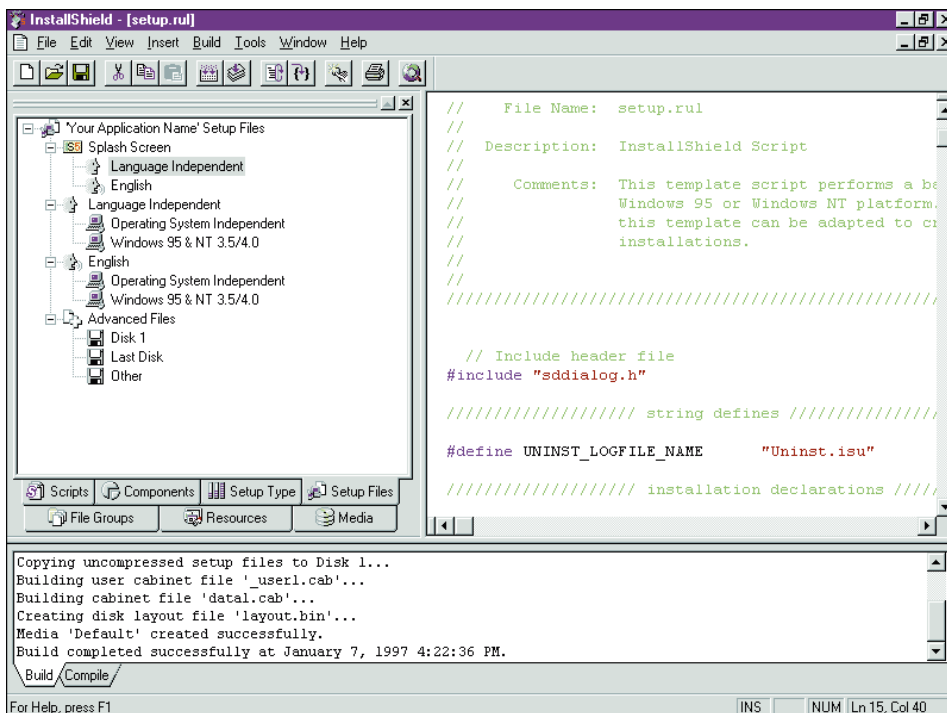 InstallShield - [setup.rul]
File Edit View Insert Build Tools Window Help
'Your Application Name' Setup Files
Splash Screen
Language Independent
English
Language Independent
Operating System Independent
Windows 95 & NT 3.5/4.0
English
Operating System Independent
Windows 95 & NT 3.5/4.0
Advanced Files
Disk 1
Last Disk
Other
Scripts Components Setup Type Setup Files
File Groups Resources Media
// File Name: setup.rul
//
// Description: InstallShield Script
//
// Comments: This template script performs a ba
// Windows 95 or Windows NT platform.
// this template can be adapted to cr
// installations.
//
//
////////////////////////////////////////////////////
// Include header file
#include "sddialog.h"
//////////////////// string defines ////////////////
#define UNINST_LOGFILE_NAME "Uninst.isu"
//////////////////// installation declarations /////
Copying uncompressed setup files to Disk 1...
Building user cabinet file '_user1.cab'...
Building cabinet file 'data1.cab'...
Creating disk layout file 'layout.bin'...
Media 'Default' created successfully.
Build completed successfully at January 7, 1997 4:22:36 PM.
Build Compile
For Help, press F1 INS NUM Ln 15, Col 40